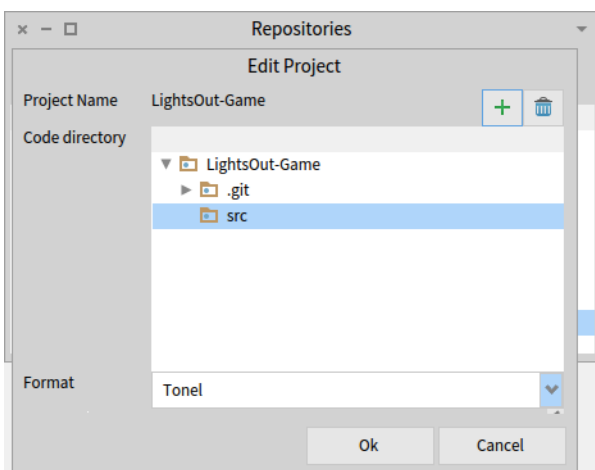 Repositories
Edit Project
Project Name LightsOut-Game
Code directory
LightsOut-Game
.git
src
Format Tonel
Ok Cancel